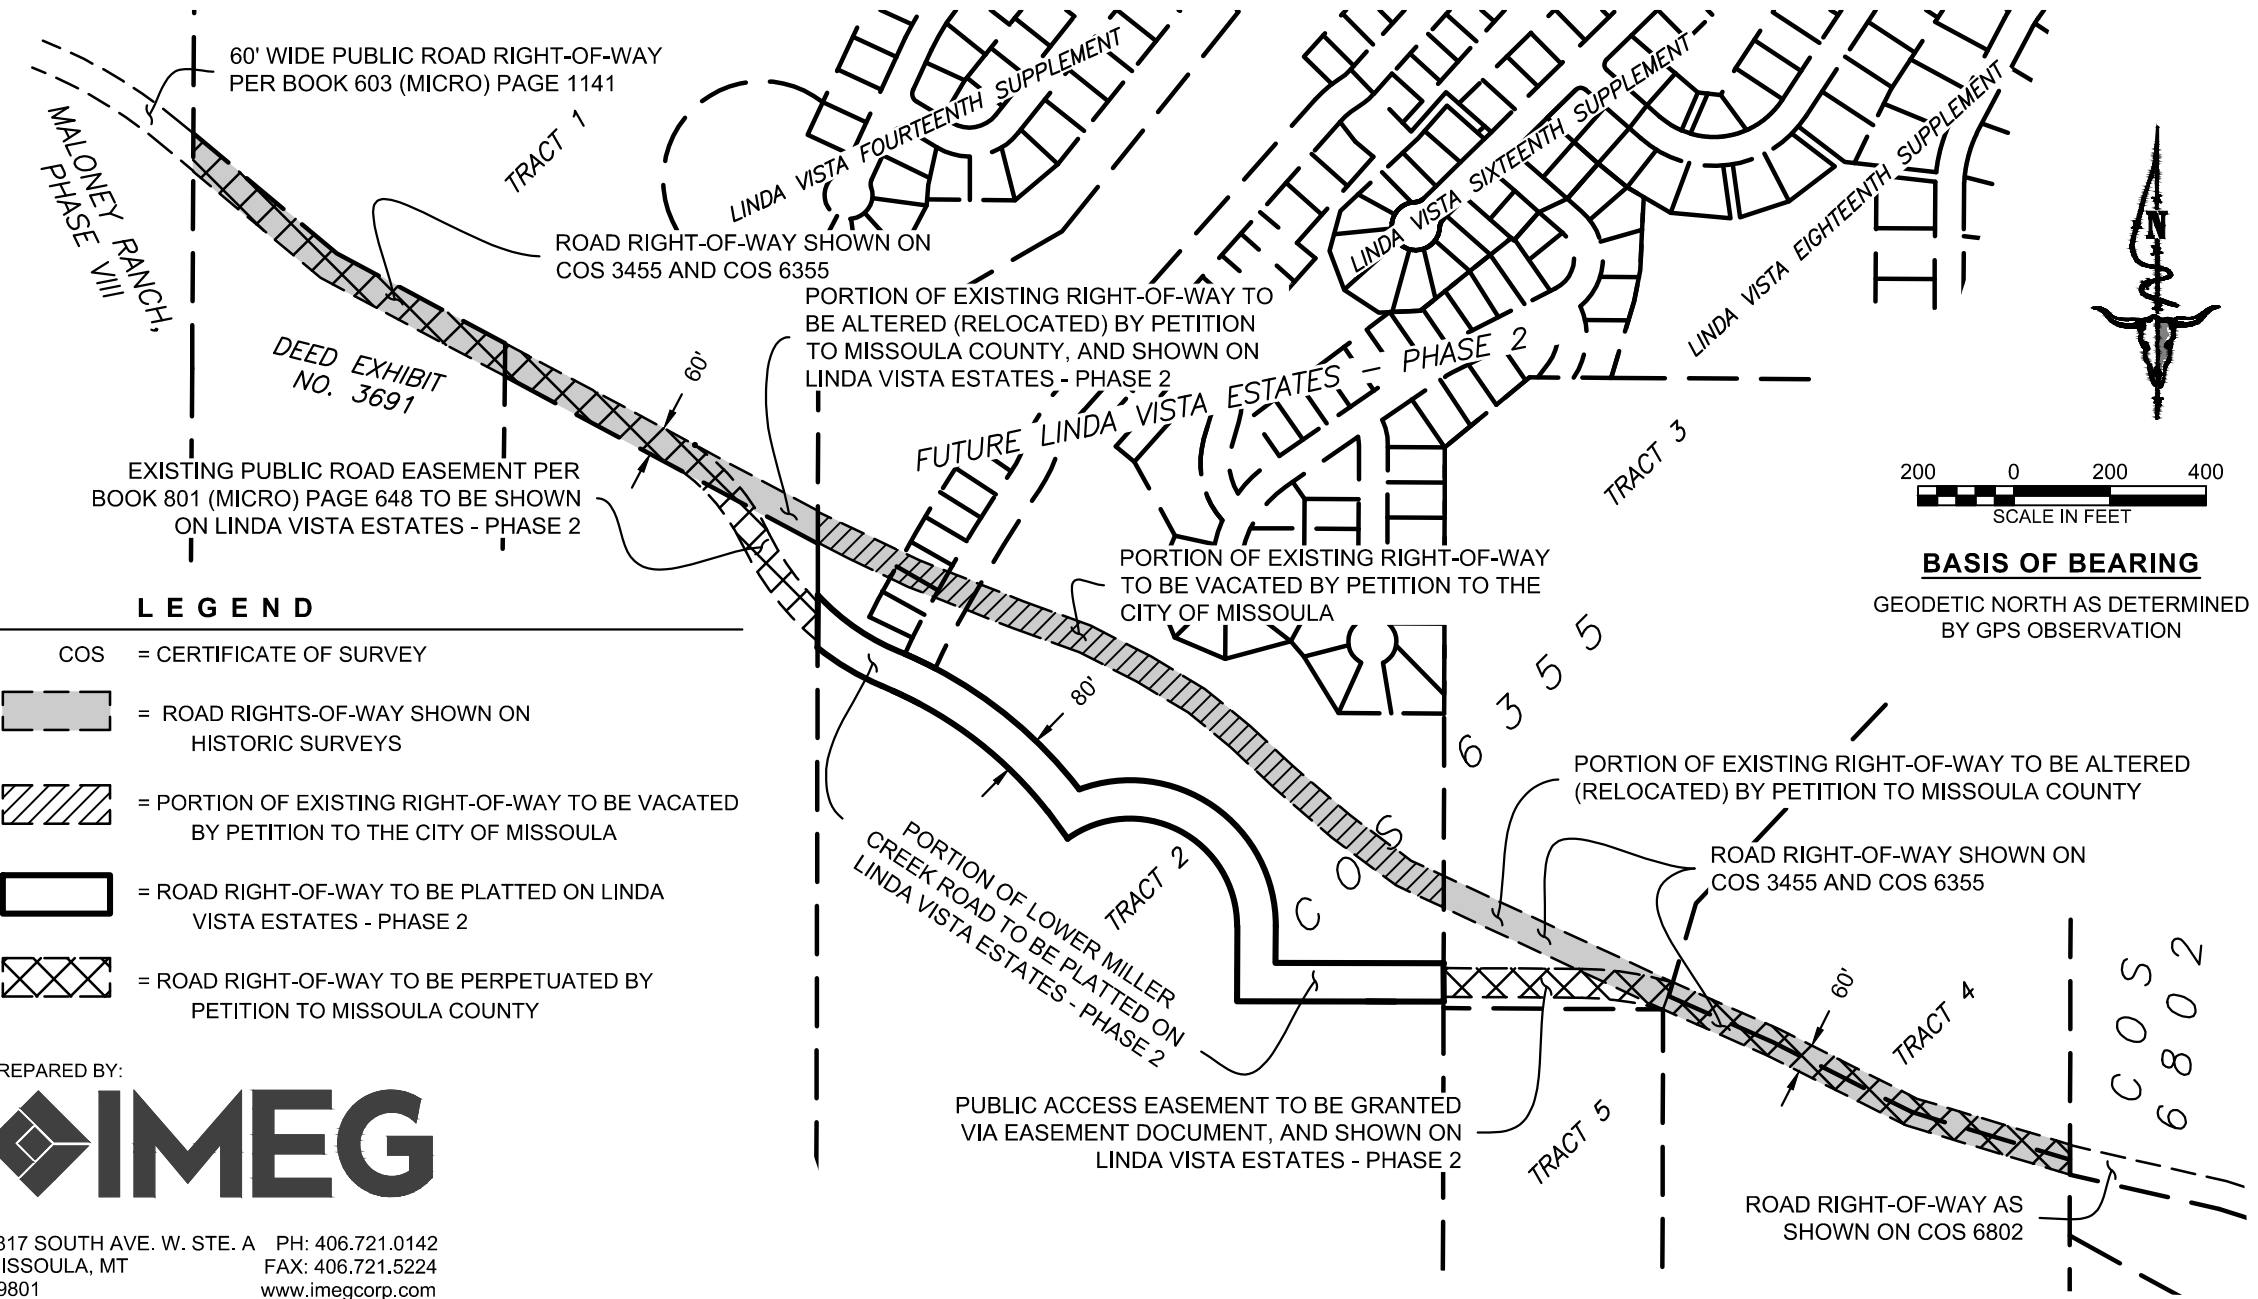 60' WIDE PUBLIC ROAD RIGHT-OF-WAY
PER BOOK 603 (MICRO) PAGE 1141
MALONEY RANCH,
PHASE VIII
TRACT 1
LINDA VISTA FOURTEENTH SUPPLEMENT
LINDA VISTA SIXTEENTH SUPPLEMENT
LINDA VISTA EIGHTEENTH SUPPLEMENT
N
ROAD RIGHT-OF-WAY SHOWN ON
COS 3455 AND COS 6355
PORTION OF EXISTING RIGHT-OF-WAY TO
BE ALTERED (RELOCATED) BY PETITION
TO MISSOULA COUNTY, AND SHOWN ON
LINDA VISTA ESTATES - PHASE 2
DEED EXHIBIT
NO. 3691
60'
FUTURE LINDA VISTA ESTATES - PHASE 2
TRACT 3
EXISTING PUBLIC ROAD EASEMENT PER
BOOK 801 (MICRO) PAGE 648 TO BE SHOWN
ON LINDA VISTA ESTATES - PHASE 2
200 0 200 400
SCALE IN FEET
BASIS OF BEARING
GEODETIC NORTH AS DETERMINED
BY GPS OBSERVATION
PORTION OF EXISTING RIGHT-OF-WAY
TO BE VACATED BY PETITION TO THE
CITY OF MISSOULA
LEGEND
COS = CERTIFICATE OF SURVEY
= ROAD RIGHTS-OF-WAY SHOWN ON
HISTORIC SURVEYS
= PORTION OF EXISTING RIGHT-OF-WAY TO BE VACATED
BY PETITION TO THE CITY OF MISSOULA
= ROAD RIGHT-OF-WAY TO BE PLATTED ON LINDA
VISTA ESTATES - PHASE 2
= ROAD RIGHT-OF-WAY TO BE PERPETUATED BY
PETITION TO MISSOULA COUNTY
80'
COS 6355
PORTION OF EXISTING RIGHT-OF-WAY TO BE ALTERED
(RELOCATED) BY PETITION TO MISSOULA COUNTY
ROAD RIGHT-OF-WAY SHOWN ON
COS 3455 AND COS 6355
PORTION OF LOWER MILLER
CREEK ROAD TO BE PLATTED ON
LINDA VISTA ESTATES - PHASE 2
TRACT 2
60'
TRACT 4
COS
6802
PUBLIC ACCESS EASEMENT TO BE GRANTED
VIA EASEMENT DOCUMENT, AND SHOWN ON
LINDA VISTA ESTATES - PHASE 2
TRACT 5
ROAD RIGHT-OF-WAY AS
SHOWN ON COS 6802
REPARED BY:
IMEG
317 SOUTH AVE. W. STE. A PH: 406.721.0142
ISSOULA, MT FAX: 406.721.5224
9801 www.imegcorp.com